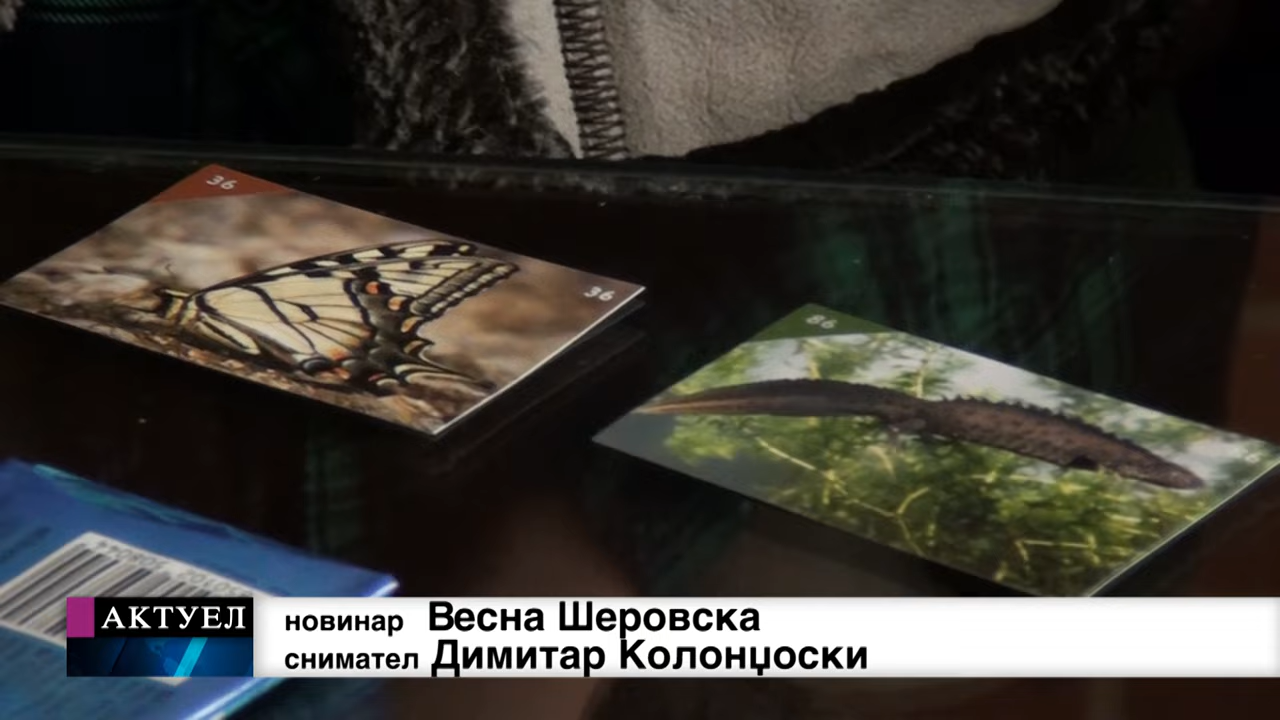 36
36
86
АКТУЕЛ
новинар Весна Шеровска
снимател Димитар Колонџоски